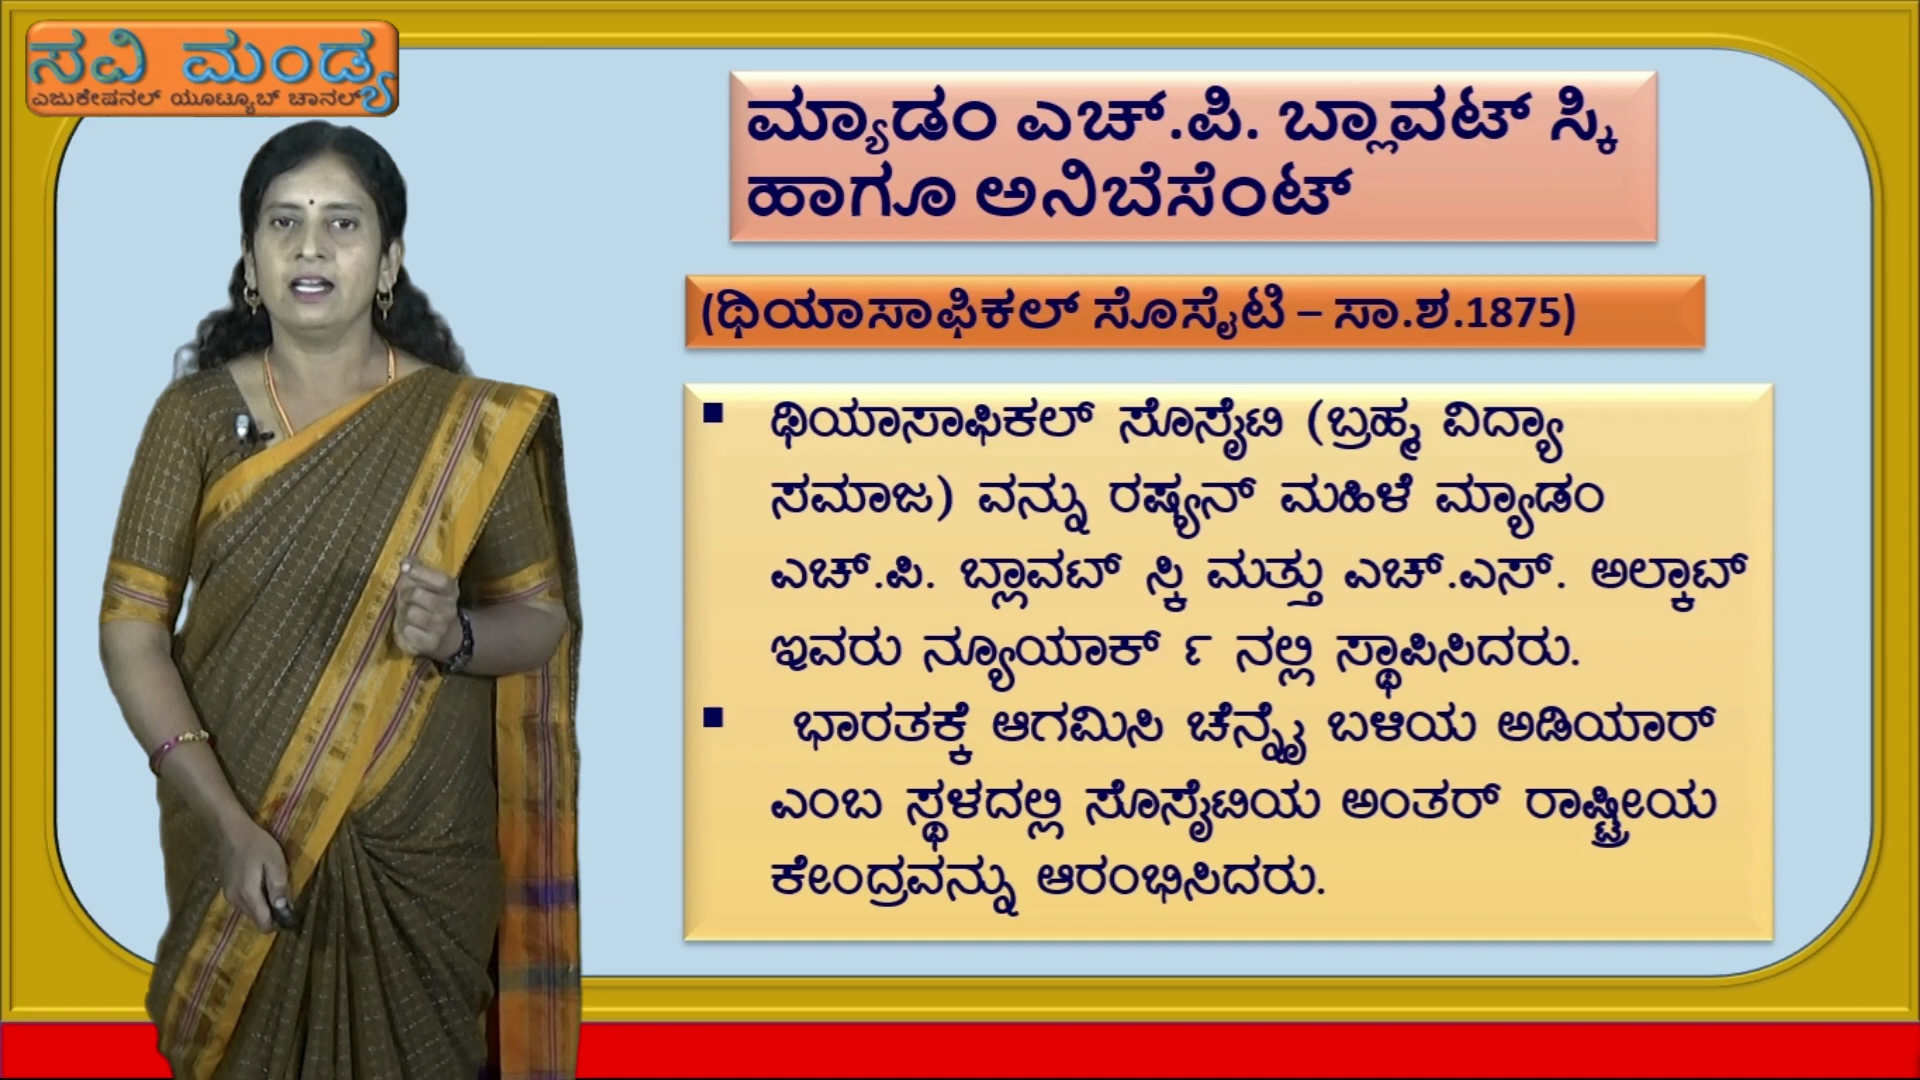 ಸವಿ ಮಂಡ್ಯ
ಎಜುಕೇಷನಲ್ ಯೂಟ್ಯೂಬ್ ಚಾನಲ್
ಮ್ಯಾಡಂ ಎಚ್.ಪಿ. ಬ್ಲಾವಟ್ ಸ್ಕಿ
ಹಾಗೂ ಅನಿಬೆಸೆಂಟ್
(ಥಿಯಾಸಾಫಿಕಲ್ ಸೊಸೈಟಿ – ಸಾ.ಶ.1875)
▪ ಥಿಯಾಸಾಫಿಕಲ್ ಸೊಸೈಟಿ (ಬ್ರಹ್ಮ ವಿದ್ಯಾ
ಸಮಾಜ) ವನ್ನು ರಷ್ಯನ್ ಮಹಿಳೆ ಮ್ಯಾಡಂ
ಎಚ್.ಪಿ. ಬ್ಲಾವಟ್ ಸ್ಕಿ ಮತ್ತು ಎಚ್.ಎಸ್. ಅಲ್ಕಾಟ್
ಇವರು ನ್ಯೂಯಾಕ್ ೯ ನಲ್ಲಿ ಸ್ಥಾಪಿಸಿದರು.
▪ ಭಾರತಕ್ಕೆ ಆಗಮಿಸಿ ಚೆನ್ನೈ ಬಳಿಯ ಅಡಿಯಾರ್
ಎಂಬ ಸ್ಥಳದಲ್ಲಿ ಸೊಸೈಟಿಯ ಅಂತರ್ ರಾಷ್ಟ್ರೀಯ
ಕೇಂದ್ರವನ್ನು ಆರಂಭಿಸಿದರು.